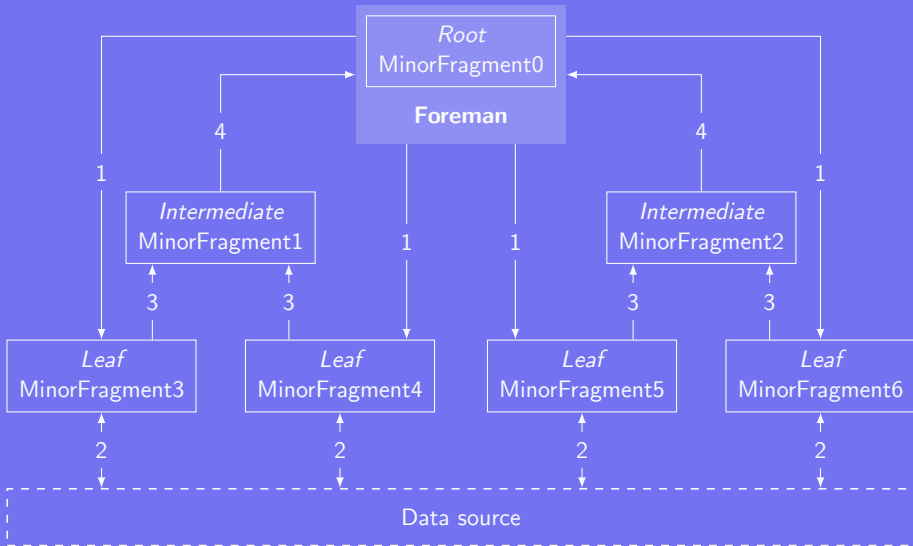 Root
MinorFragment0
Foreman
4
4
1
1
Intermediate
MinorFragment1
Intermediate
MinorFragment2
1
1
3
3
3
3
Leaf
MinorFragment3
Leaf
MinorFragment4
Leaf
MinorFragment5
Leaf
MinorFragment6
2
2
2
2
Data source